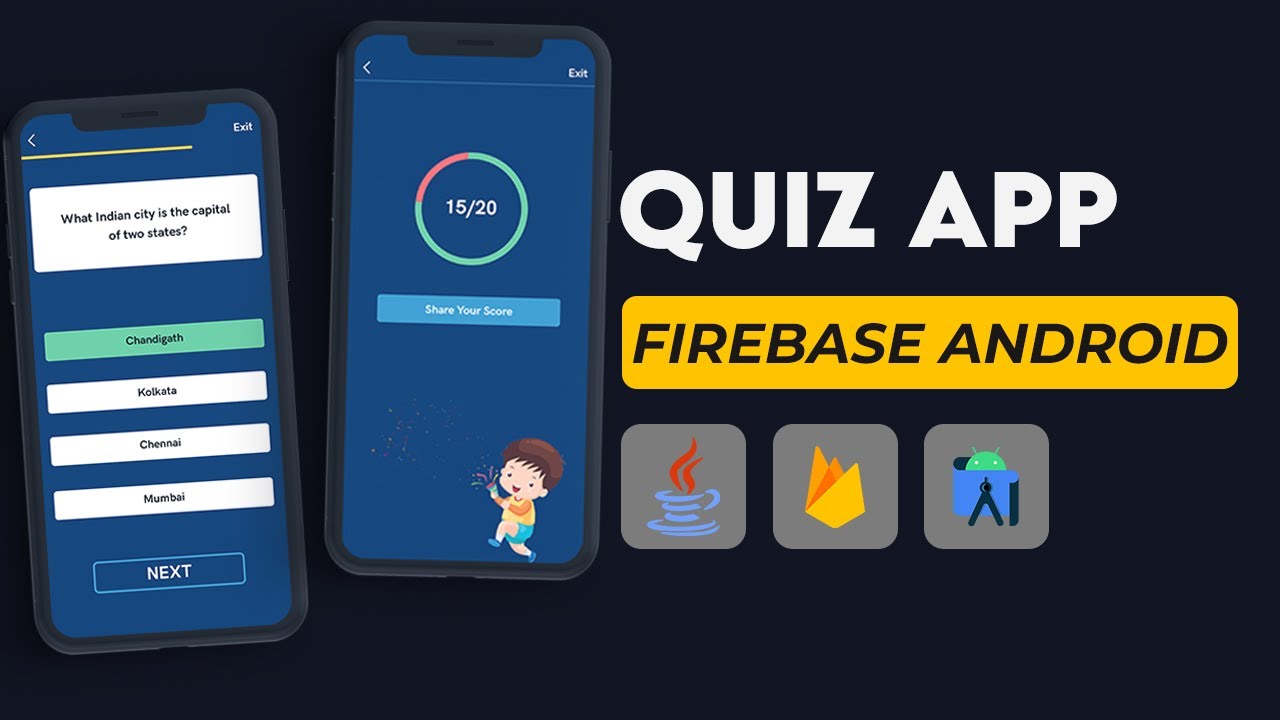 Exit
What Indian city is the capital
of two states?
Chandigath
Kolkata
Chennai
Mumbai
NEXT
Exit
15/20
Share Your Score
QUIZ APP
FIREBASE ANDROID